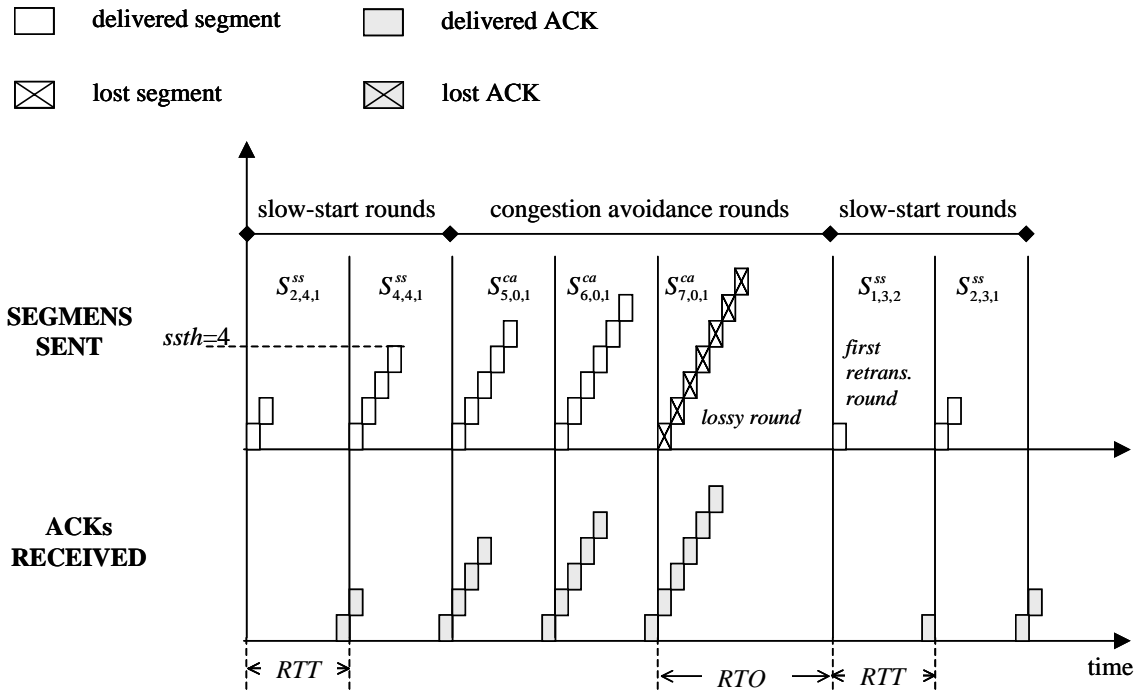 delivered segment delivered ACK
lost segment lost ACK
slow-start rounds congestion avoidance rounds slow-start rounds
S^{ss}_{2,4,1} S^{ss}_{4,4,1} S^{ca}_{5,0,1} S^{ca}_{6,0,1} S^{ca}_{7,0,1} S^{ss}_{1,3,2} S^{ss}_{2,3,1}
SEGMENS
SENT
ssth=4
first
retrans.
round
lossy round
ACKs
RECEIVED
time
RTT RTO RTT